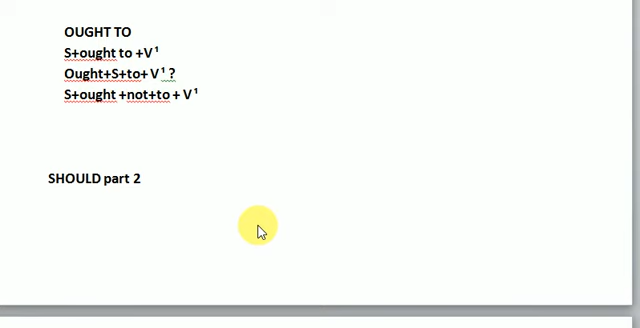 OUGHT TO
S+ought to +V¹
Ought+S+to+ V¹ ?
S+ought +not+to + V¹
SHOULD part 2